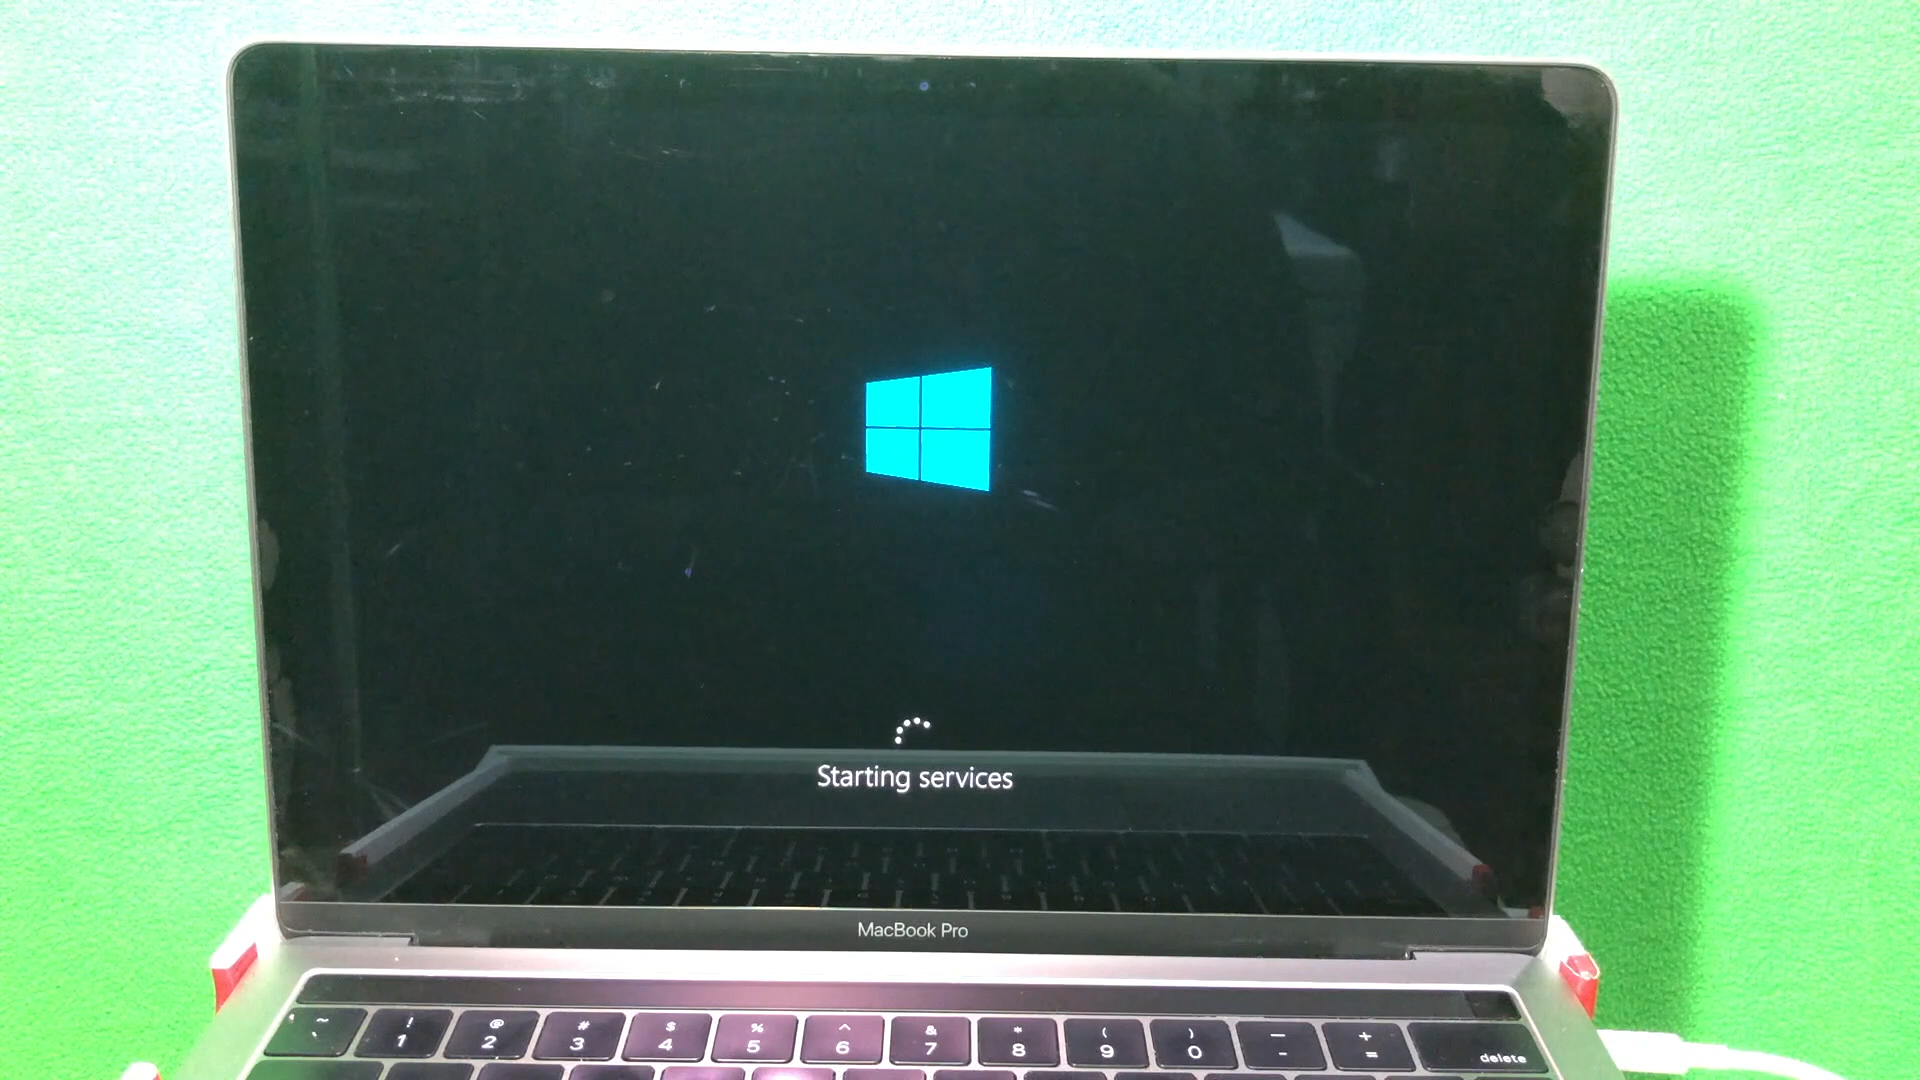 Starting services
MacBook Pro
~ ! @ # $ % ^ & * ( ) — +
` 1 2 3 4 5 6 7 8 9 0 - = delete